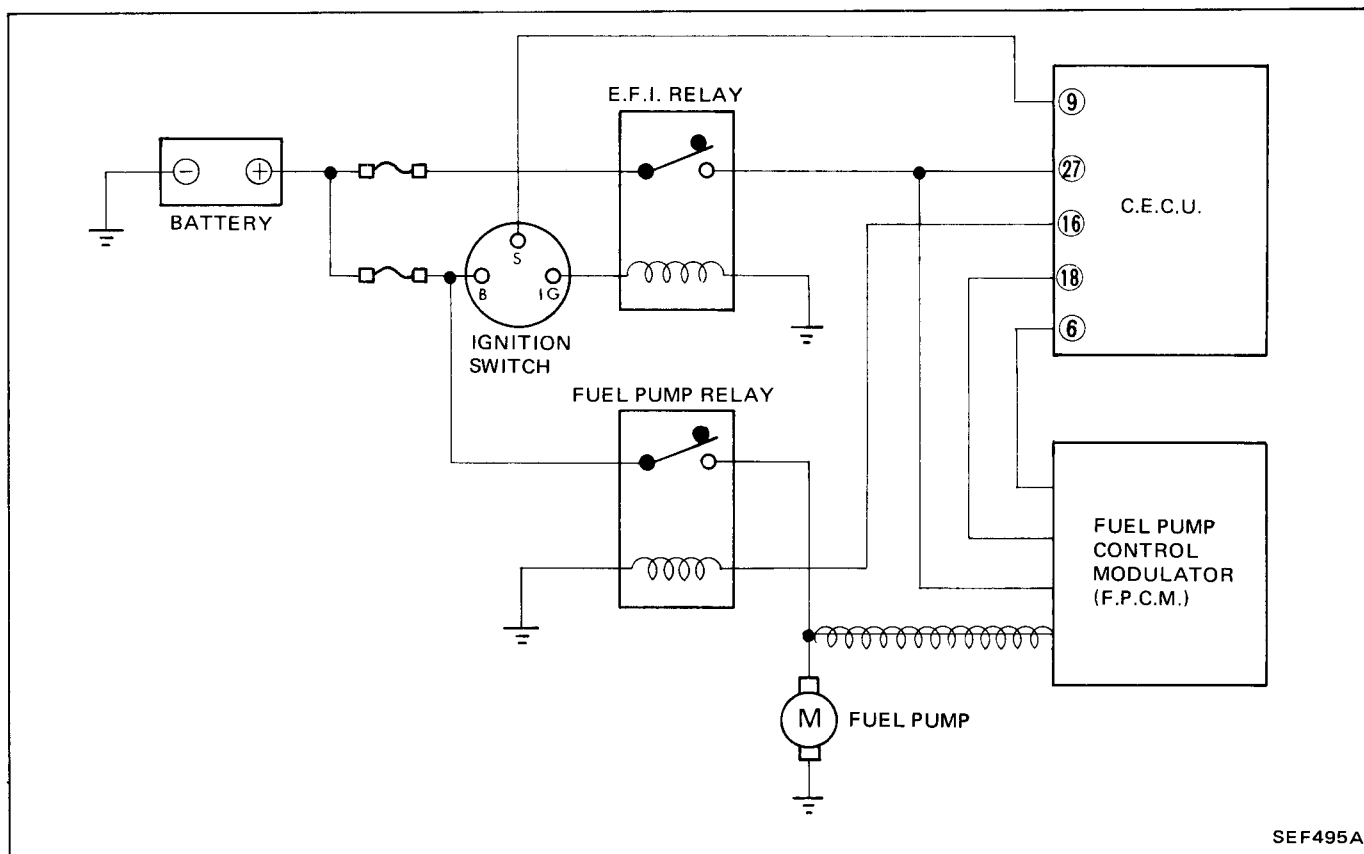 E.F.I. RELAY
9
27
C.E.C.U.
16
18
6
− +
BATTERY
S
B
IG
IGNITION
SWITCH
FUEL PUMP RELAY
FUEL PUMP
CONTROL
MODULATOR
(F.P.C.M.)
M
FUEL PUMP
SEF495A